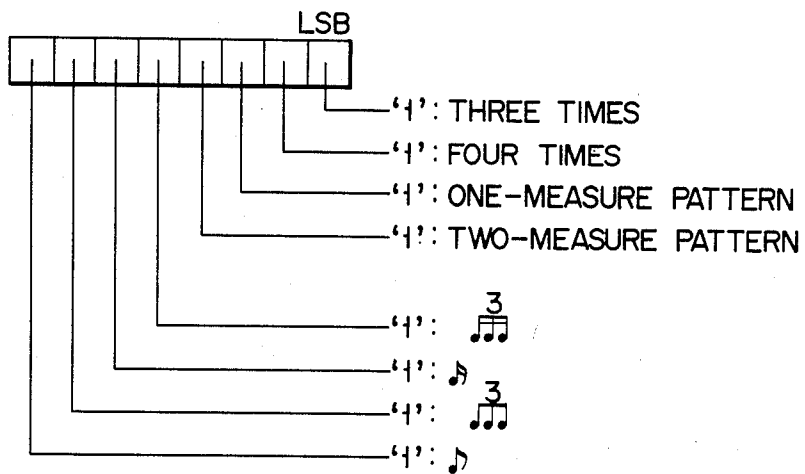 LSB
'1': THREE TIMES
'1': FOUR TIMES
'1': ONE-MEASURE PATTERN
'1': TWO-MEASURE PATTERN
3
'1':
'1':
3
'1':
'1':